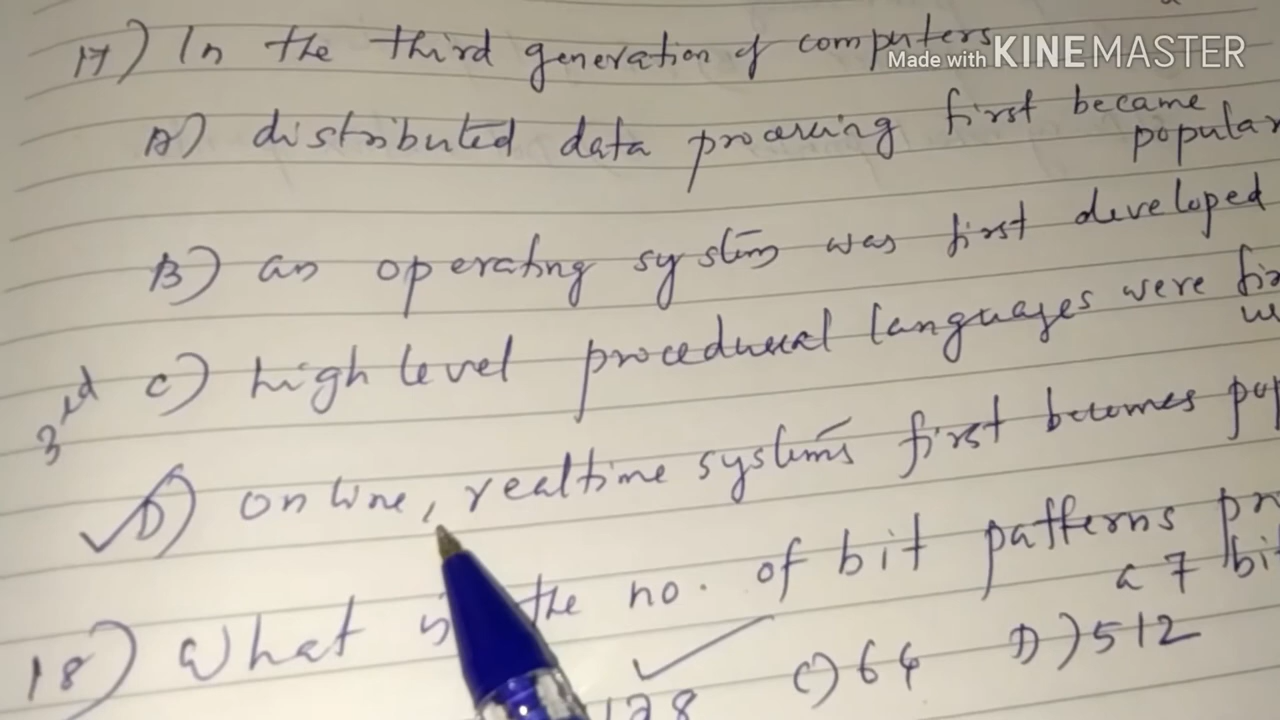 17) In the third generation of computers
Made with KINEMASTER
A) distributed data processing first became
popular
B) an operating system was first developed
C) high level procedural languages were
3rd
D) online, realtime systems first becomes
18) What is the no. of bit patterns
a 7
128 C) 64 D) 512